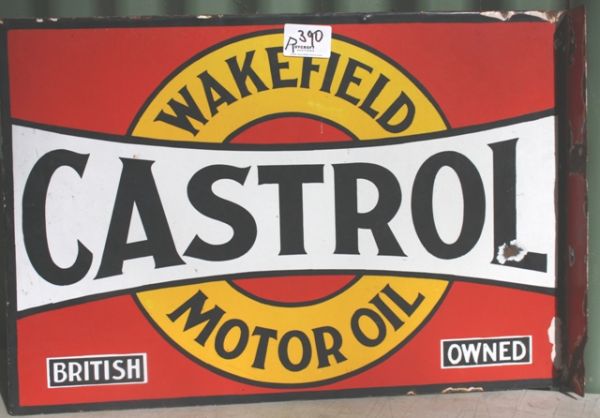 R 390
WAKEFIELD
CASTROL
MOTOR OIL
BRITISH
OWNED